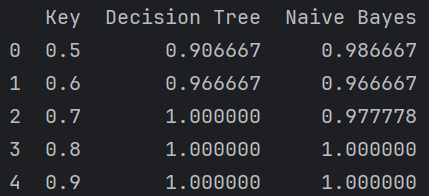 Key Decision Tree Naive Bayes
0 0.5 0.906667 0.986667
1 0.6 0.966667 0.966667
2 0.7 1.000000 0.977778
3 0.8 1.000000 1.000000
4 0.9 1.000000 1.000000